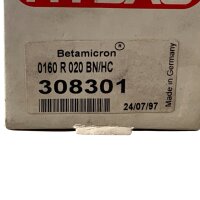 Betamicron®
0160 R 020 BN/HC
308301
24/07/97
Made in Germany